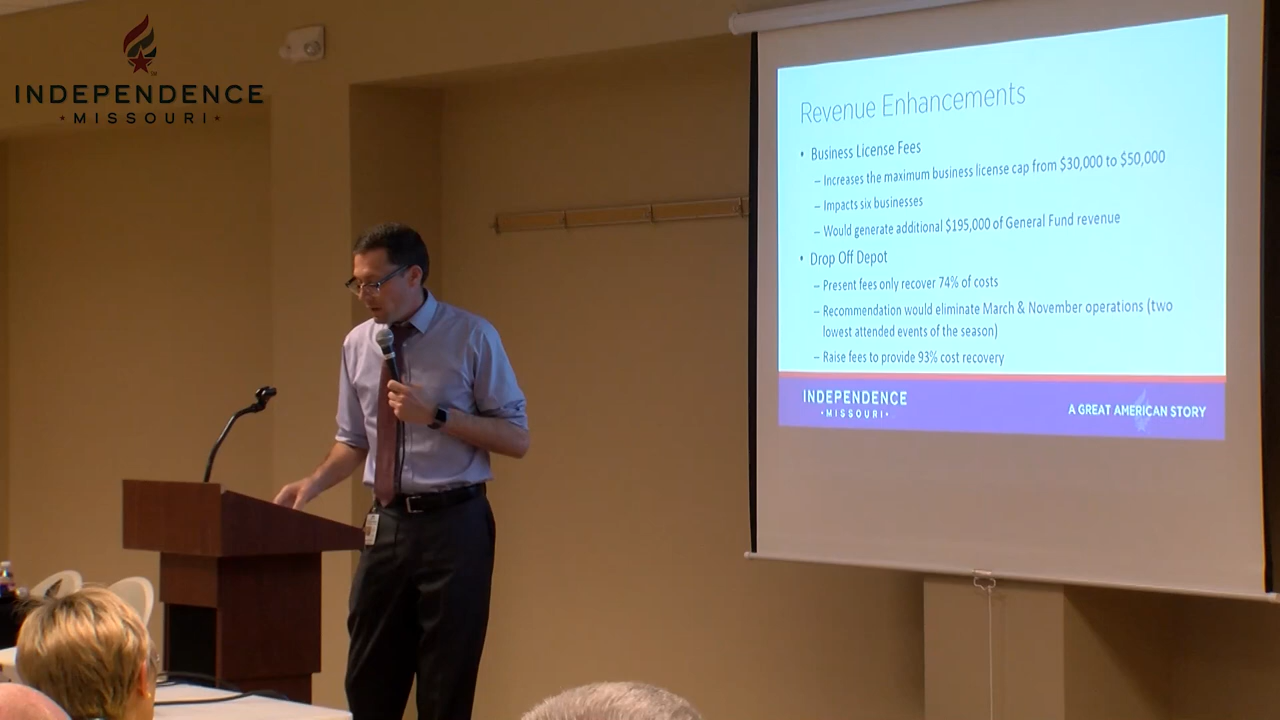 INDEPENDENCE
MISSOURI
Revenue Enhancements
• Business License Fees
– Increases the maximum business license cap from $30,000 to $50,000
– Impacts six businesses
– Would generate additional $195,000 of General Fund revenue
• Drop Off Depot
– Present fees only recover 74% of costs
– Recommendation would eliminate March & November operations (two
lowest attended events of the season)
– Raise fees to provide 93% cost recovery
INDEPENDENCE
MISSOURI
A GREAT AMERICAN STORY